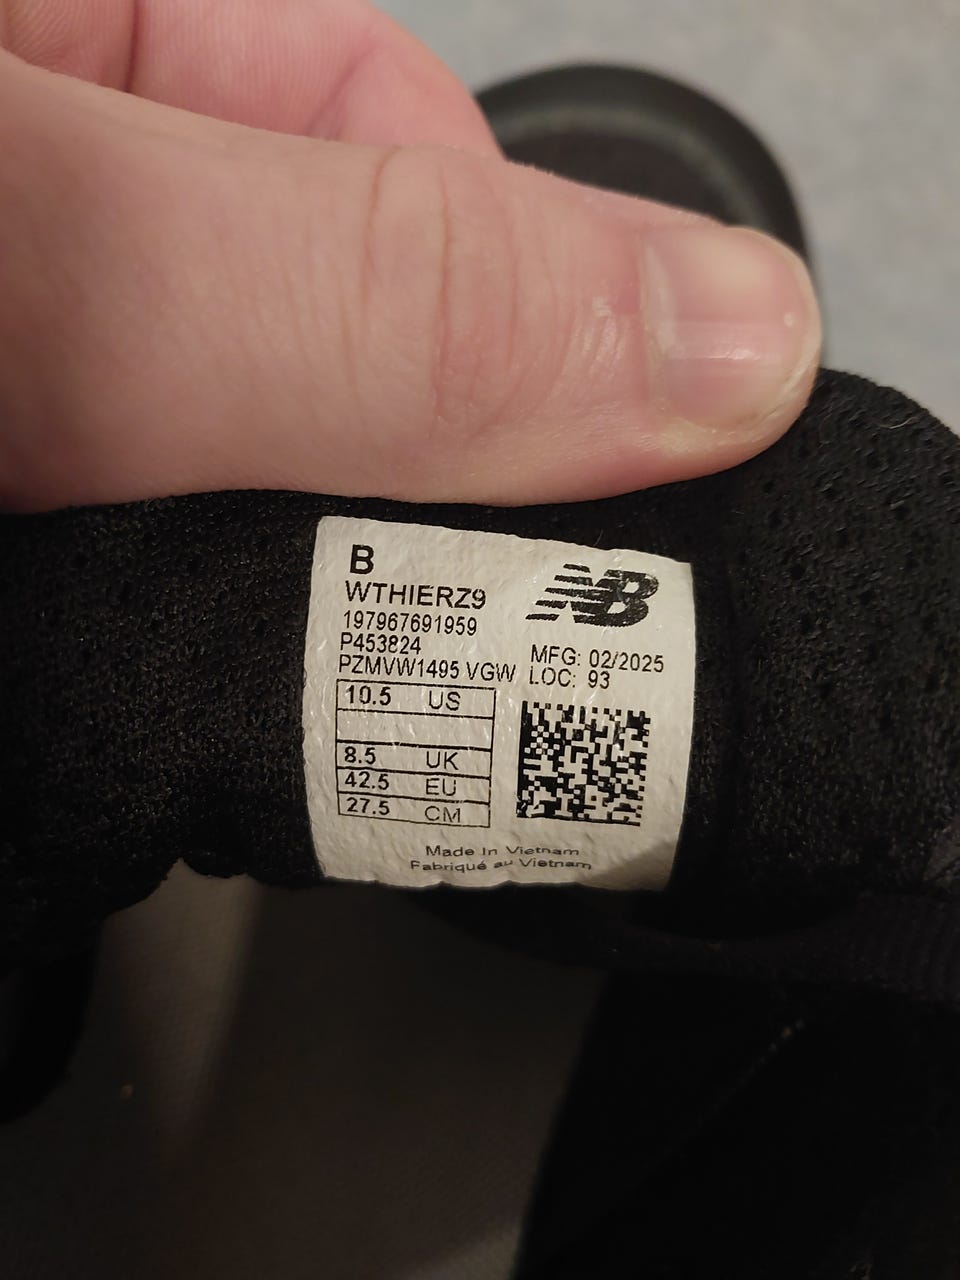 B
WTHIERZ9
197967691959
P453824
PZMVW1495 VGW
NB
MFG: 02/2025
LOC: 93
10.5 US
8.5 UK
42.5 EU
27.5 CM
Made In Vietnam
Fabriqué au Vietnam